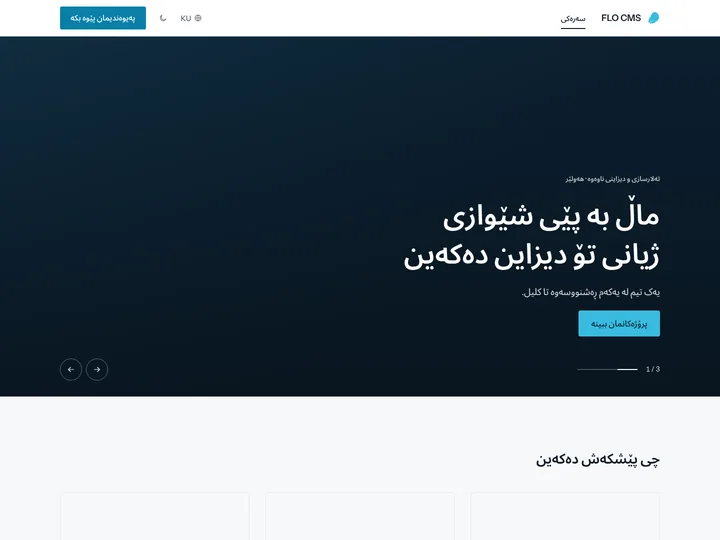 FLO CMS
سەرەکی
KU
پەیوەندیمان پێوە بکە
تەلارسازی و دیزاینی ناوەوە · هەولێر
ماڵ بە پێی شێوازی
ژیانی تۆ دیزاین دەکەین
یەک تیم لە یەکەم ڕەشنووسەوە تا کلیل.
پرۆژەکانمان ببینە
1 / 3
چی پێشکەش دەکەین